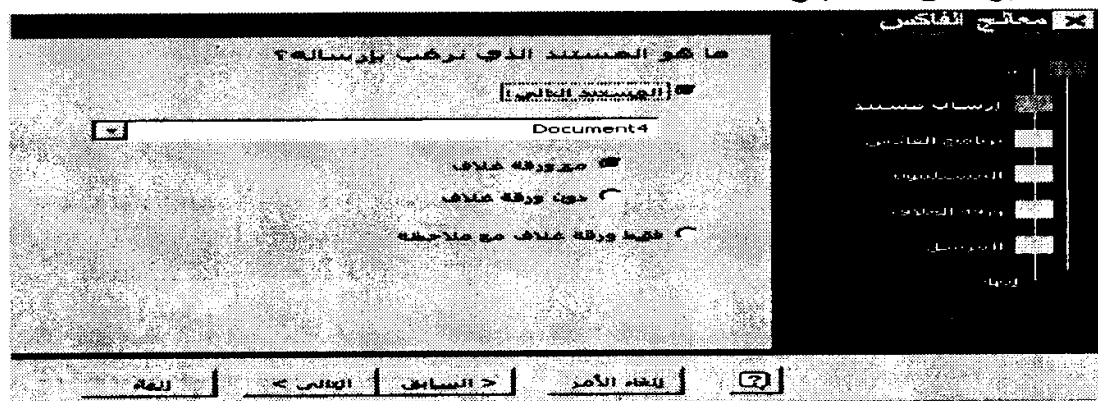 معالج الفاكس
ما هو المستند الذي ترغب بإرساله؟
المستند التالي:
Document4
مع ورقة غلاف
دون ورقة غلاف
فقط ورقة غلاف مع ملاحظة
إرسال مستند
برنامج الفاكس
المستلمون
ورقة الغلاف
المرسل
إنهاء
إلغاء الأمر
< السابق
التالي >
إنهاء